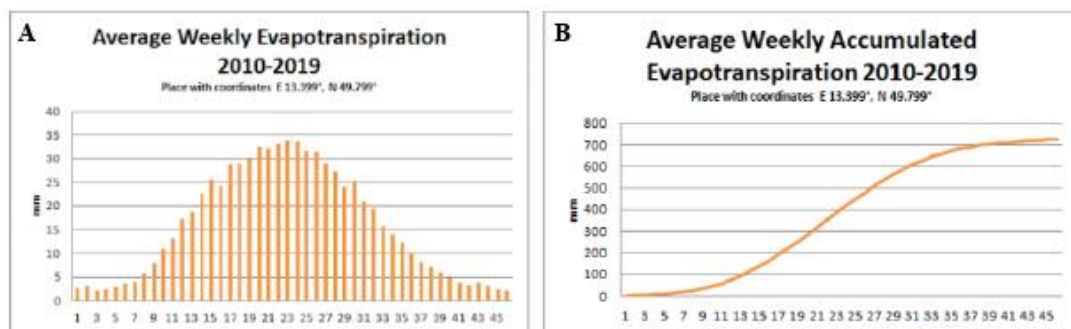 A
Average Weekly Evapotranspiration
2010-2019
Place with coordinates E 13.399°, N 49.799°
40
35
30
25
20
15
10
5
0
mm
1 3 5 7 9 11 13 15 17 19 21 23 25 27 29 31 33 35 37 39 41 43 45
B
Average Weekly Accumulated
Evapotranspiration 2010-2019
Place with coordinates E 13.399°, N 49.799°
800
700
600
500
400
300
200
100
0
mm
1 3 5 7 9 11 13 15 17 19 21 23 25 27 29 31 33 35 37 39 41 43 45